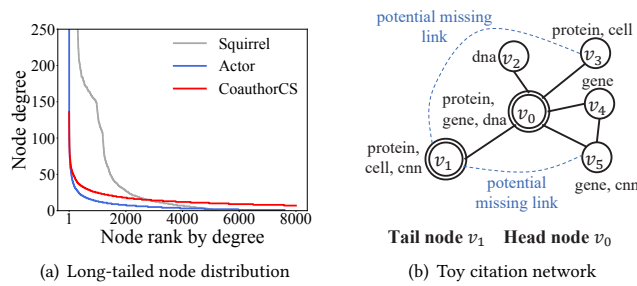 250
200
150
100
50
0
Node degree
Squirrel
Actor
CoauthorCS
1
2000
4000
6000
8000
Node rank by degree
(a) Long-tailed node distribution
potential missing
link
protein, cell
dna
v2
v3
gene
protein,
gene, dna
v0
v4
protein,
cell, cnn
v1
v5
gene, cnn
potential
missing link
Tail node v1 Head node v0
(b) Toy citation network